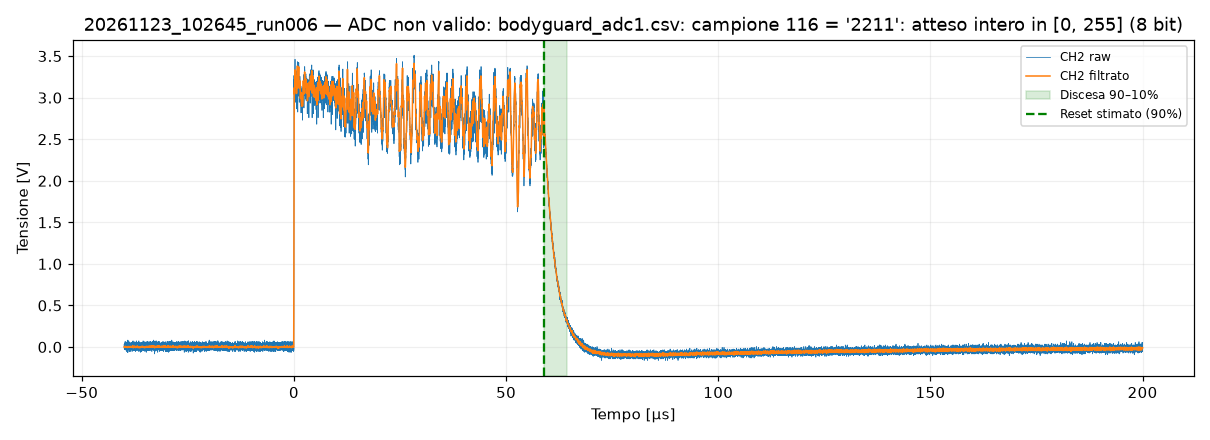 20261123_102645_run006 — ADC non valido: bodyguard_adc1.csv: campione 116 = '2211': atteso intero in [0, 255] (8 bit)
Tensione [V]
3.5
3.0
2.5
2.0
1.5
1.0
0.5
0.0
CH2 raw
CH2 filtrato
Discesa 90–10%
Reset stimato (90%)
−50
0
50
100
150
200
Tempo [µs]